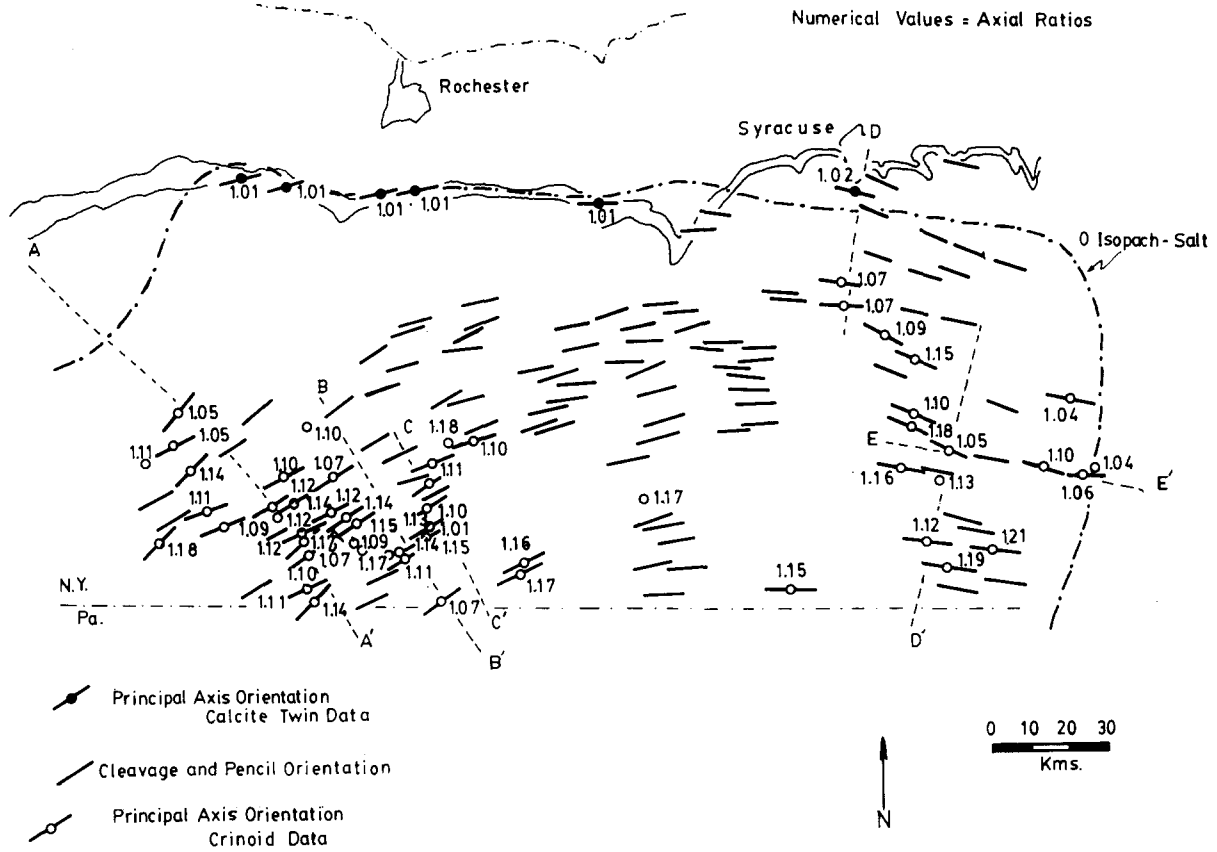 Numerical Values = Axial Ratios
Rochester
Syracuse D
1.02
1.01 1.01 1.01 1.01 1.01
A
0 Isopach-Salt
1.07
1.07
1.09
1.15
B
1.05
1.10
C
1.18
1.10
1.04
1.10
1.18
E
1.05
1.05
1.11
1.14
1.10
1.07
1.11
1.16
1.13
1.10
1.04
1.06
E'
1.11
1.09
1.18
1.12
1.14
1.12
1.14
1.12
1.15
1.12
1.14
1.09
1.07
1.17
1.13
1.10
1.01
1.14
1.15
1.11
1.17
1.16
1.17
1.12
1.21
1.19
1.10
1.11
1.14
1.07
1.15
N.Y.
Pa.
A'
C'
B'
D'
Principal Axis Orientation
Calcite Twin Data
Cleavage and Pencil Orientation
Principal Axis Orientation
Crinoid Data
0 10 20 30
Kms.
N